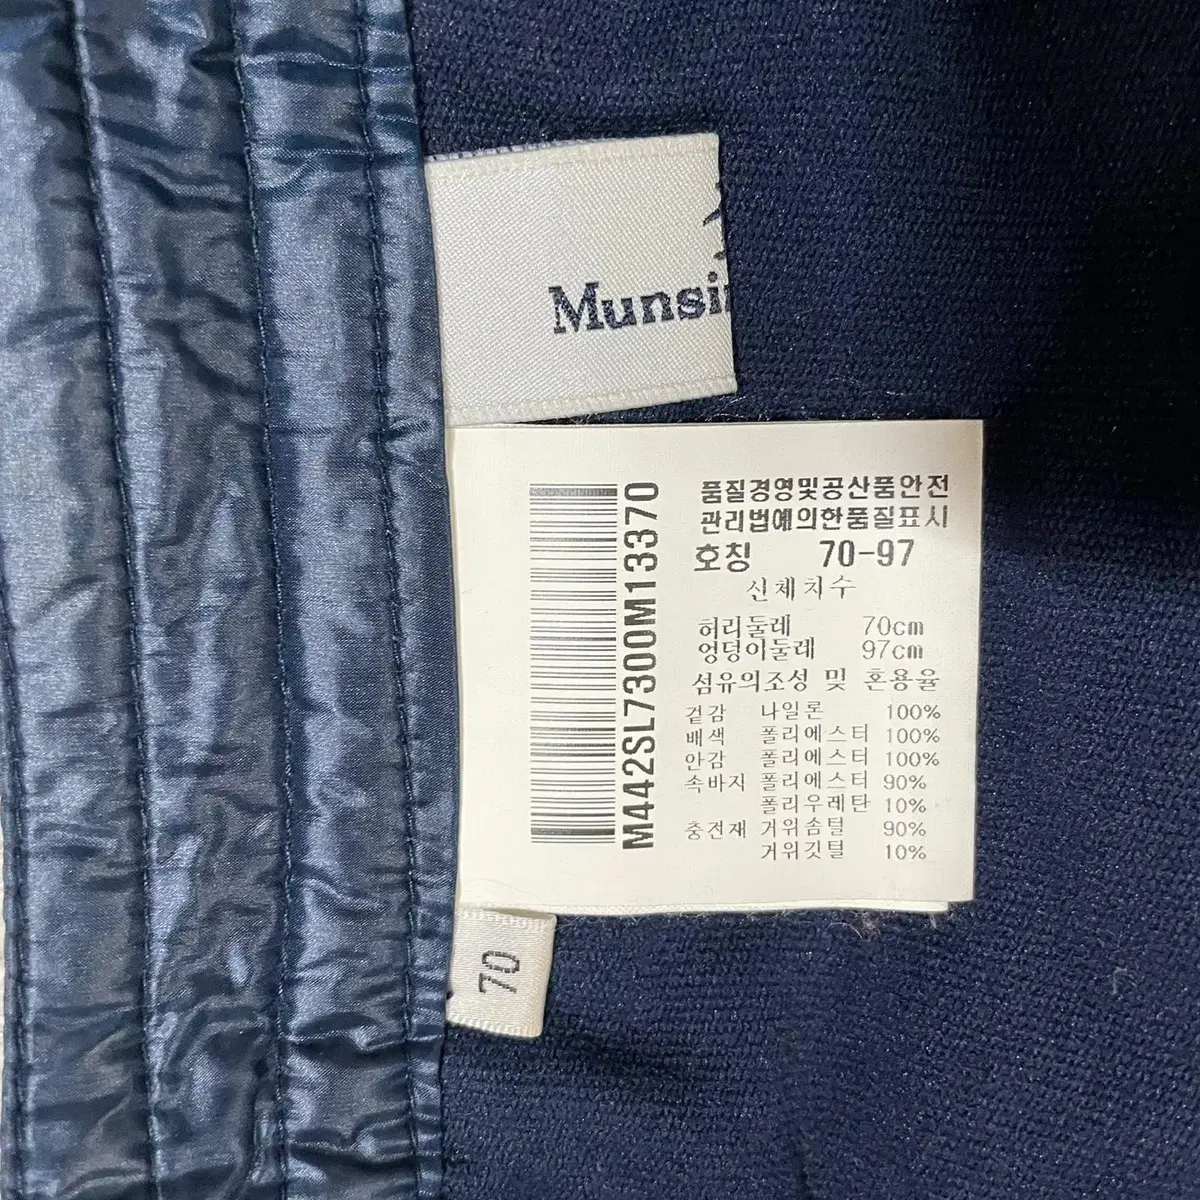 Munsin
품질경영및공산품안전
관리법예의한품질표시
호칭 70-97
신체치수
허리둘레 70cm
엉덩이둘레 97cm
섬유의조성 및 혼용율
겉감 나일론 100%
배색 폴리에스터 100%
안감 폴리에스터 100%
속바지 폴리에스터 90%
폴리우레탄 10%
충전재 거위솜털 90%
거위깃털 10%
M442SL7300M13370
70